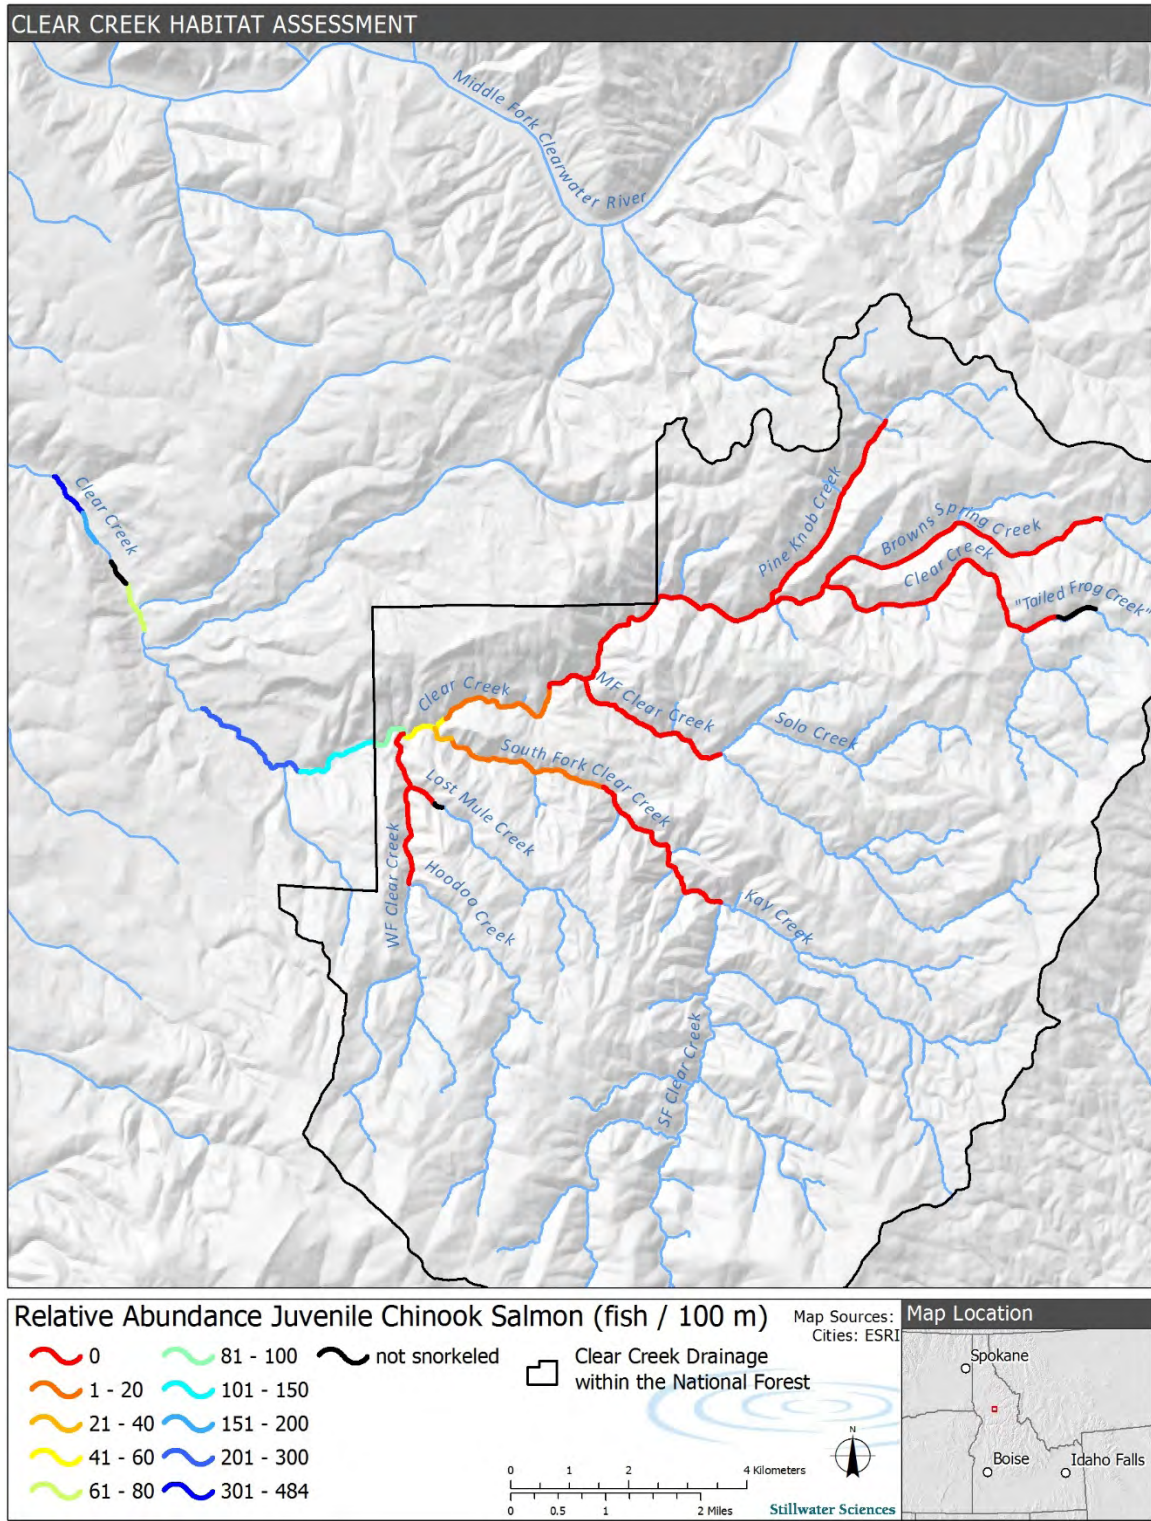 CLEAR CREEK HABITAT ASSESSMENT
Middle Fork Clearwater River
Clear Creek
Pine Knob Creek
Browns Spring Creek
Clear Creek
"Tailed Frog Creek"
Clear Creek
MF Clear Creek
Solo Creek
South Fork Clear Creek
Lost Mule Creek
WF Clear Creek
Hoodoo Creek
Kay Creek
SF Clear Creek
Relative Abundance Juvenile Chinook Salmon (fish / 100 m)
0
1 - 20
21 - 40
41 - 60
61 - 80
81 - 100
101 - 150
151 - 200
201 - 300
301 - 484
not snorkeled
Clear Creek Drainage
within the National Forest
Map Sources:
Cities: ESRI
N
0 1 2 4 Kilometers
0 0.5 1 2 Miles
Stillwater Sciences
Map Location
Spokane
Boise
Idaho Falls